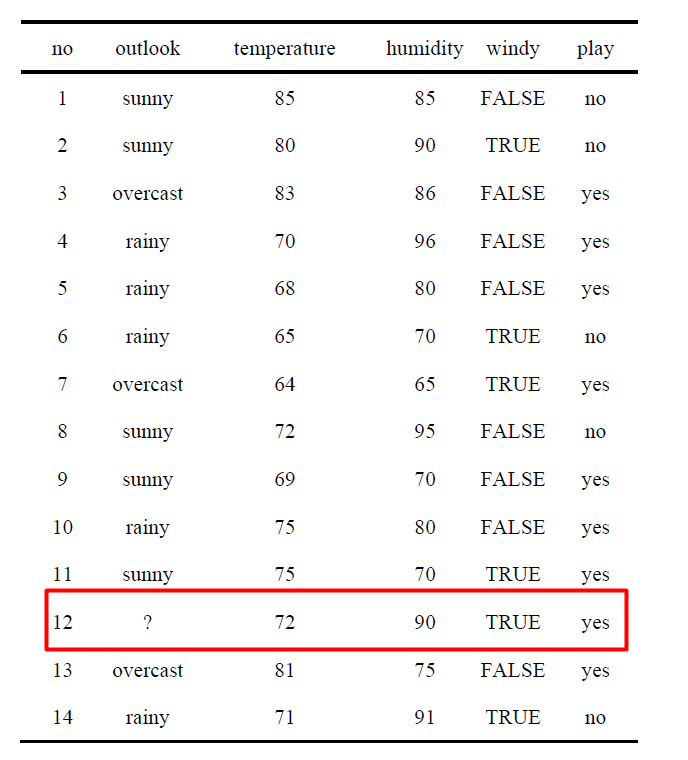 no outlook temperature humidity windy play
1 sunny 85 85 FALSE no
2 sunny 80 90 TRUE no
3 overcast 83 86 FALSE yes
4 rainy 70 96 FALSE yes
5 rainy 68 80 FALSE yes
6 rainy 65 70 TRUE no
7 overcast 64 65 TRUE yes
8 sunny 72 95 FALSE no
9 sunny 69 70 FALSE yes
10 rainy 75 80 FALSE yes
11 sunny 75 70 TRUE yes
12 ? 72 90 TRUE yes
13 overcast 81 75 FALSE yes
14 rainy 71 91 TRUE no